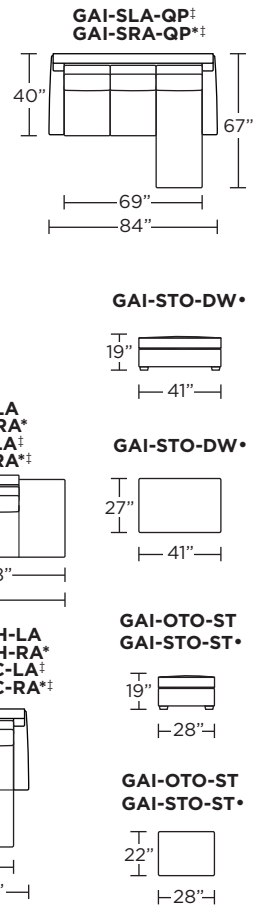 GAI-SLA-QP‡
GAI-SRA-QP*‡
40”
67”
69”
84”
GAI-STO-DW•
19”
41”
GAI-STO-DW•
27”
41”
GAI-OTO-ST
GAI-STO-ST•
19”
28”
GAI-OTO-ST
GAI-STO-ST•
22”
28”